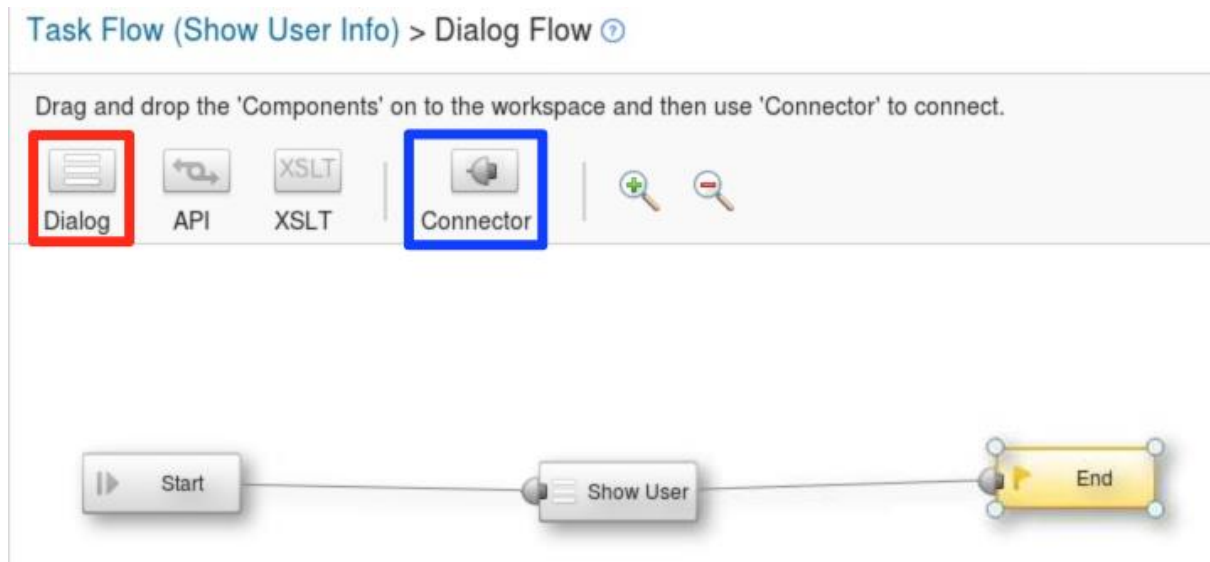 Task Flow (Show User Info) > Dialog Flow ?
Drag and drop the 'Components' on to the workspace and then use 'Connector' to connect.
XSLT
Dialog API XSLT Connector
Start Show User End